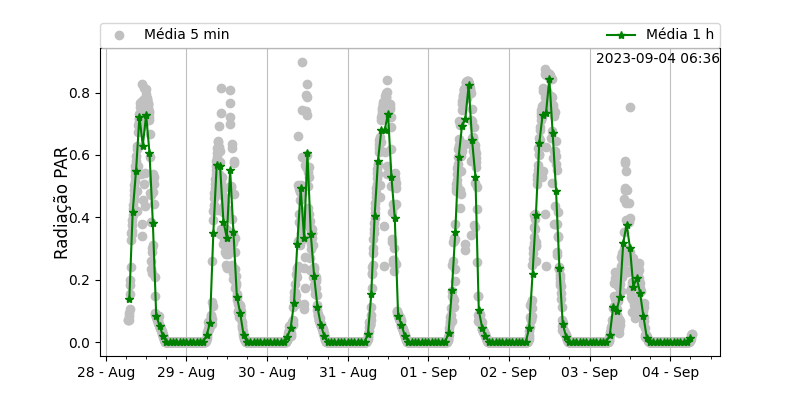 Média 5 min
Média 1 h
2023-09-04 06:36
Radiação PAR
0.8
0.6
0.4
0.2
0.0
28 - Aug
29 - Aug
30 - Aug
31 - Aug
01 - Sep
02 - Sep
03 - Sep
04 - Sep